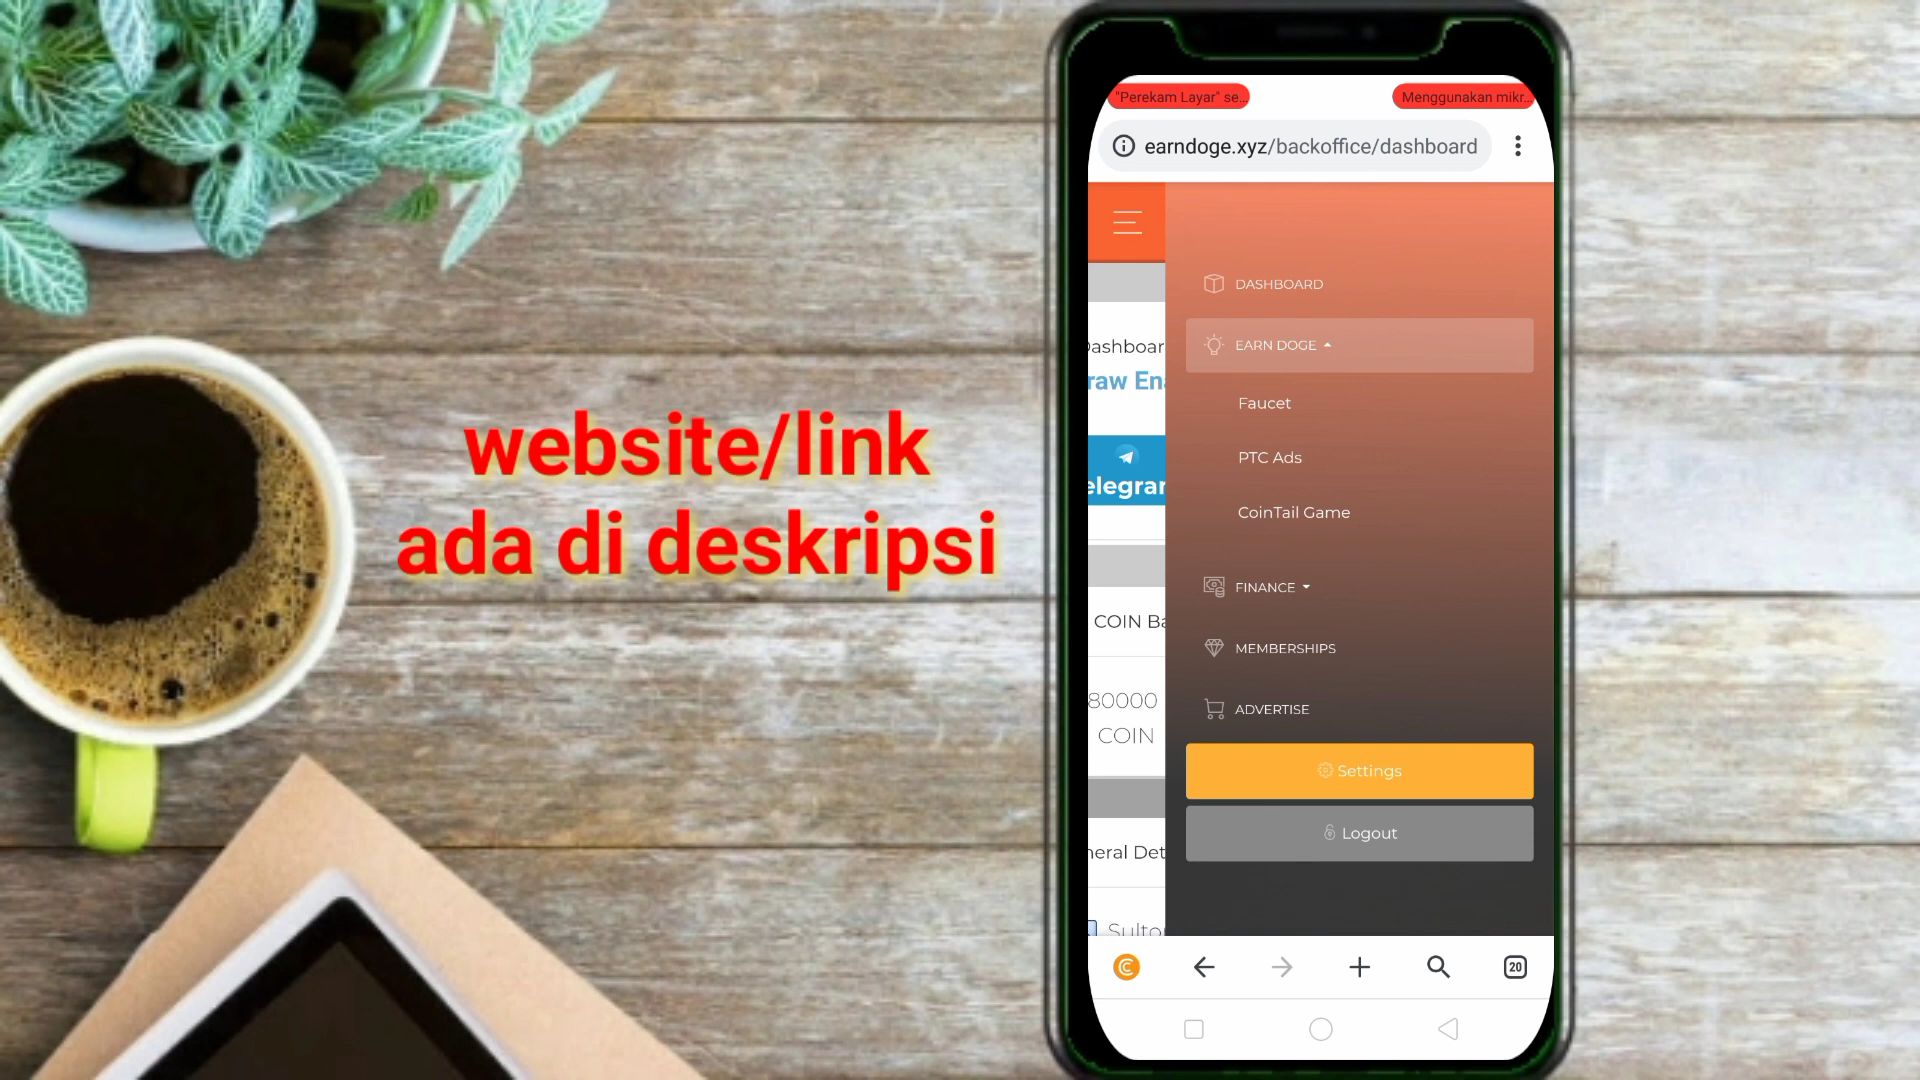 website/link
ada di deskripsi
"Perekam Layar" se...
Menggunakan mikr...
earndoge.xyz/backoffice/dashboard
DASHBOARD
EARN DOGE
Dashboar
raw Ena
Faucet
PTC Ads
elegram
CoinTail Game
FINANCE
COIN Ba
MEMBERSHIPS
80000
COIN
ADVERTISE
Settings
Logout
neral Det
Sulto
20